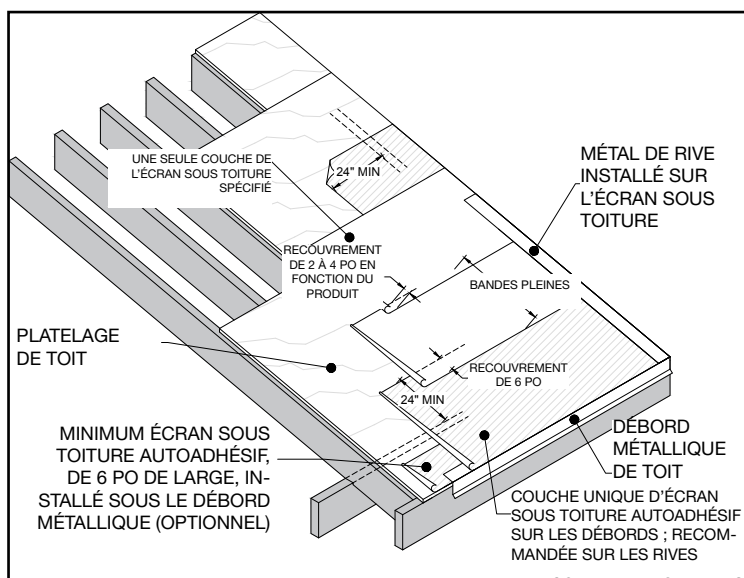 UNE SEULE COUCHE DE
L'ÉCRAN SOUS TOITURE
SPÉCIFIÉ
24" MIN
MÉTAL DE RIVE
INSTALLÉ SUR
L'ÉCRAN SOUS
TOITURE
RECOUVREMENT
DE 2 À 4 PO EN
FONCTION DU
PRODUIT
BANDES PLEINES
PLATELAGE
DE TOIT
RECOUVREMENT
DE 6 PO
24" MIN
MINIMUM ÉCRAN SOUS
TOITURE AUTOADHÉSIF,
DE 6 PO DE LARGE, IN-
STALLÉ SOUS LE DÉBORD
MÉTALLIQUE (OPTIONNEL)
DÉBORD
MÉTALLIQUE
DE TOIT
COUCHE UNIQUE D'ÉCRAN
SOUS TOITURE AUTOADHÉSIF
SUR LES DÉBORDS ; RECOM-
MANDÉE SUR LES RIVES